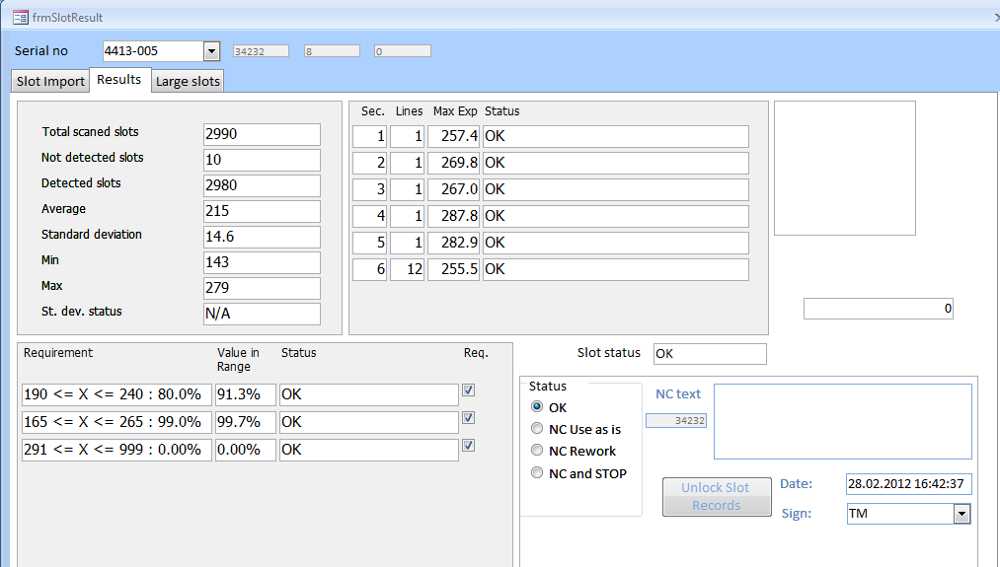 frmSlotResult
Serial no 4413-005 34232 8 0
Slot Import Results Large slots
Total scaned slots 2990
Not detected slots 10
Detected slots 2980
Average 215
Standard deviation 14.6
Min 143
Max 279
St. dev. status N/A
Sec. Lines Max Exp Status
1 1 257.4 OK
2 1 269.8 OK
3 1 267.0 OK
4 1 287.8 OK
5 1 282.9 OK
6 12 255.5 OK
0
Requirement Value in Range Status Req.
190 <= X <= 240 : 80.0% 91.3% OK
165 <= X <= 265 : 99.0% 99.7% OK
291 <= X <= 999 : 0.00% 0.00% OK
Slot status OK
Status
OK
NC Use as is
NC Rework
NC and STOP
NC text
34232
Unlock Slot
Records
Date: 28.02.2012 16:42:37
Sign: TM